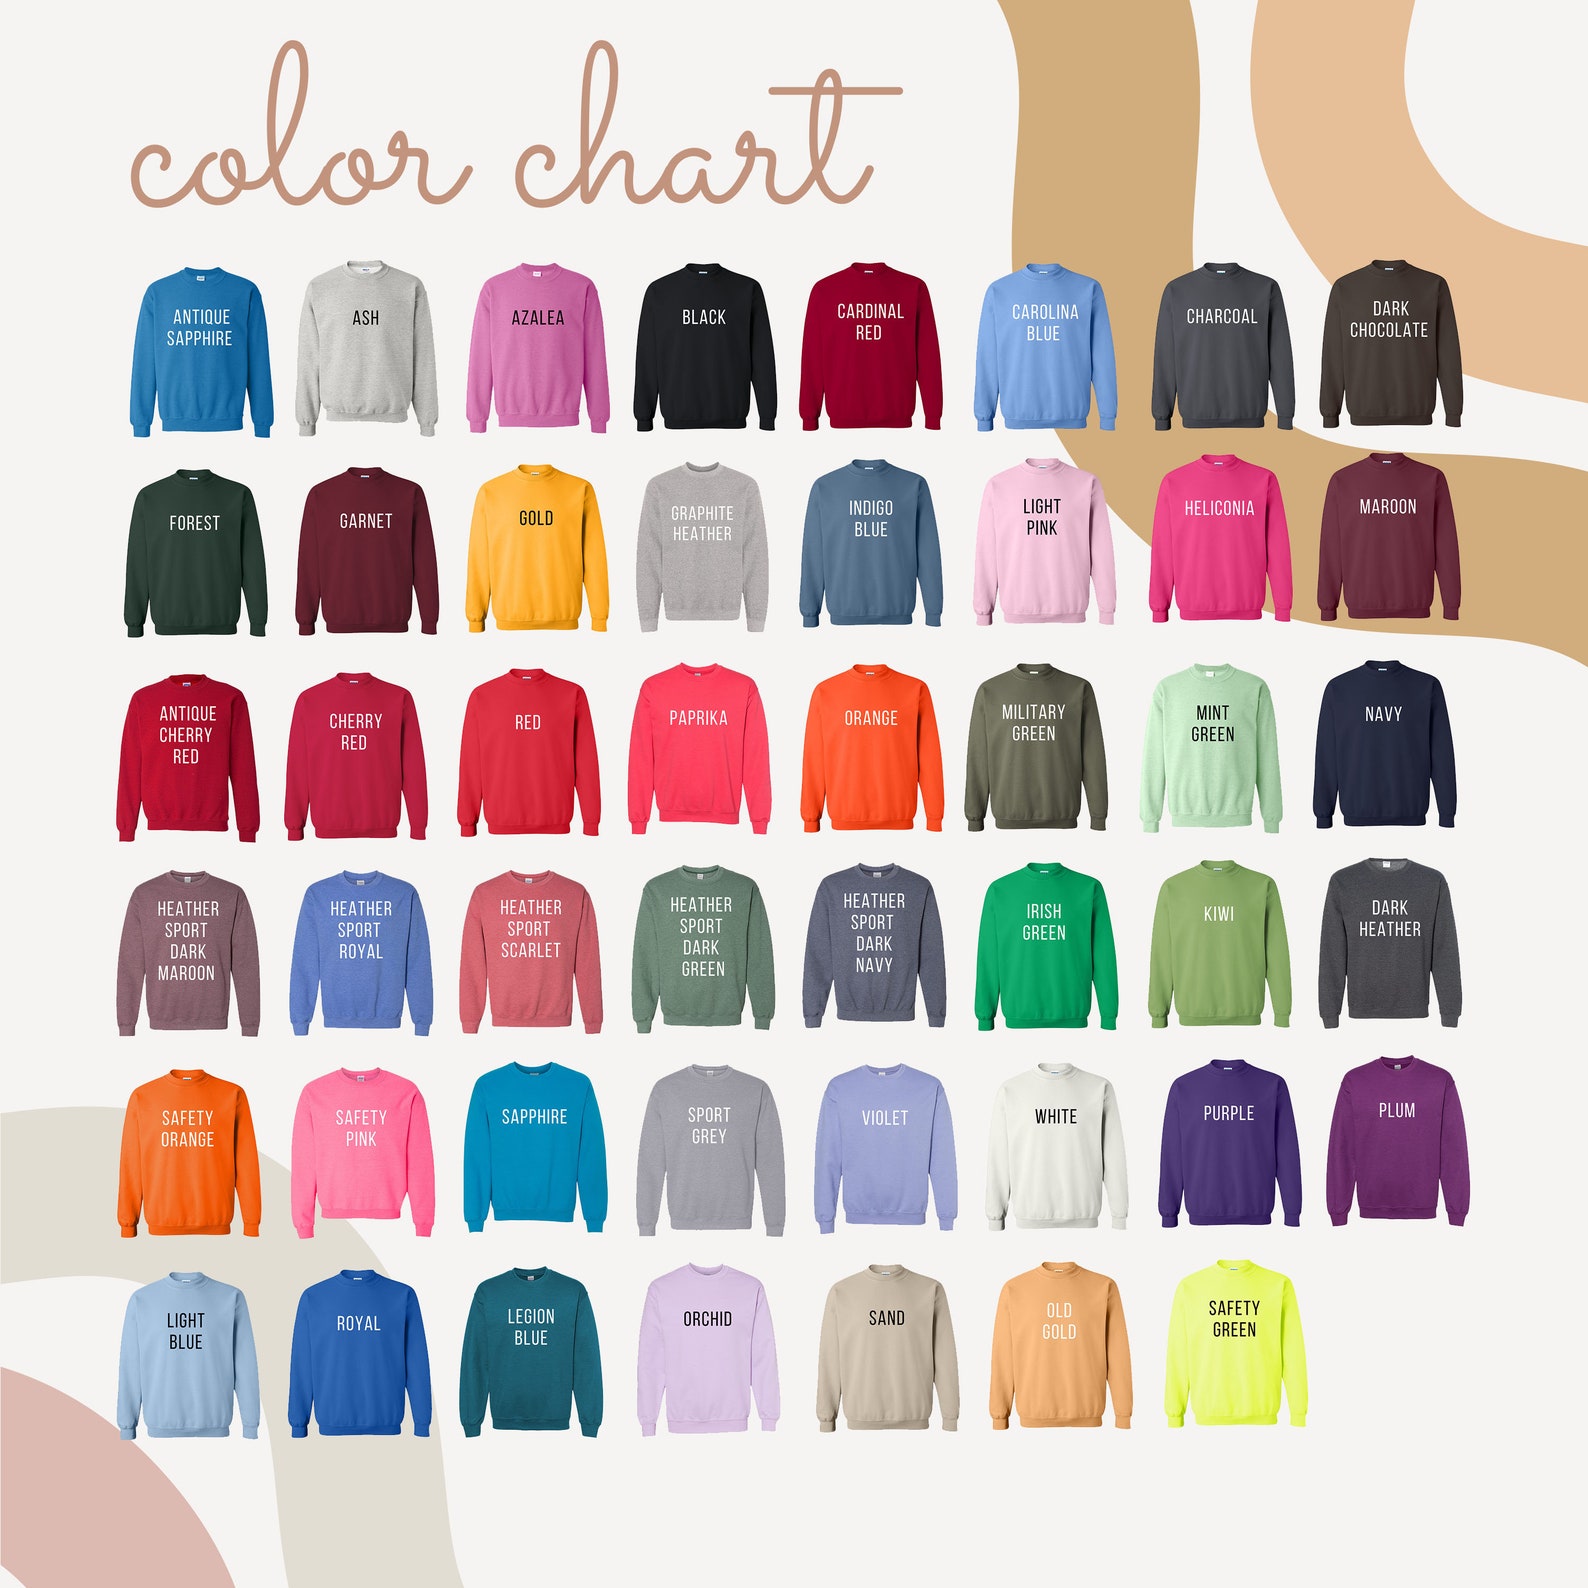 color chart
ANTIQUE
SAPPHIRE
ASH
AZALEA
BLACK
CARDINAL
RED
CAROLINA
BLUE
CHARCOAL
DARK
CHOCOLATE
FOREST
GARNET
GOLD
GRAPHITE
HEATHER
INDIGO
BLUE
LIGHT
PINK
HELICONIA
MAROON
ANTIQUE
CHERRY
RED
CHERRY
RED
RED
PAPRIKA
ORANGE
MILITARY
GREEN
MINT
GREEN
NAVY
HEATHER
SPORT
DARK
MAROON
HEATHER
SPORT
ROYAL
HEATHER
SPORT
SCARLET
HEATHER
SPORT
DARK
GREEN
HEATHER
SPORT
DARK
NAVY
IRISH
GREEN
KIWI
DARK
HEATHER
SAFETY
ORANGE
SAFETY
PINK
SAPPHIRE
SPORT
GREY
VIOLET
WHITE
PURPLE
PLUM
LIGHT
BLUE
ROYAL
LEGION
BLUE
ORCHID
SAND
OLD
GOLD
SAFETY
GREEN